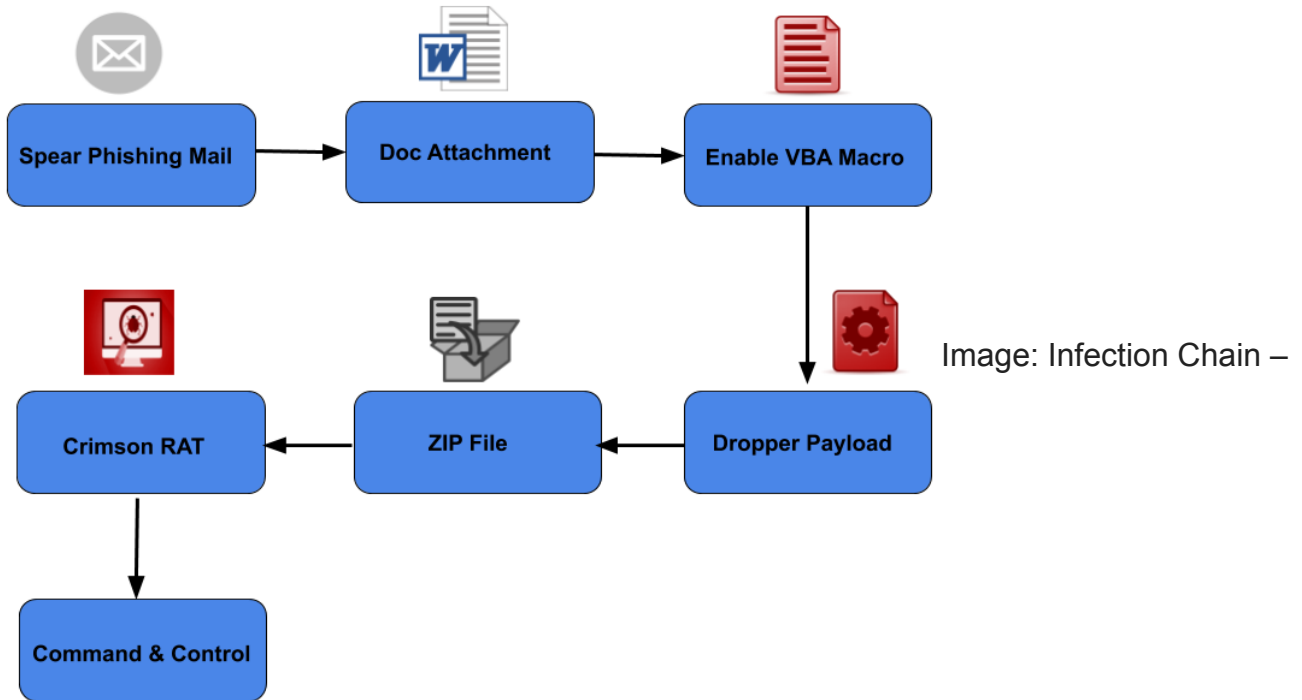 W
Spear Phishing Mail
Doc Attachment
Enable VBA Macro
Image: Infection Chain –
Crimson RAT
ZIP File
Dropper Payload
Command & Control